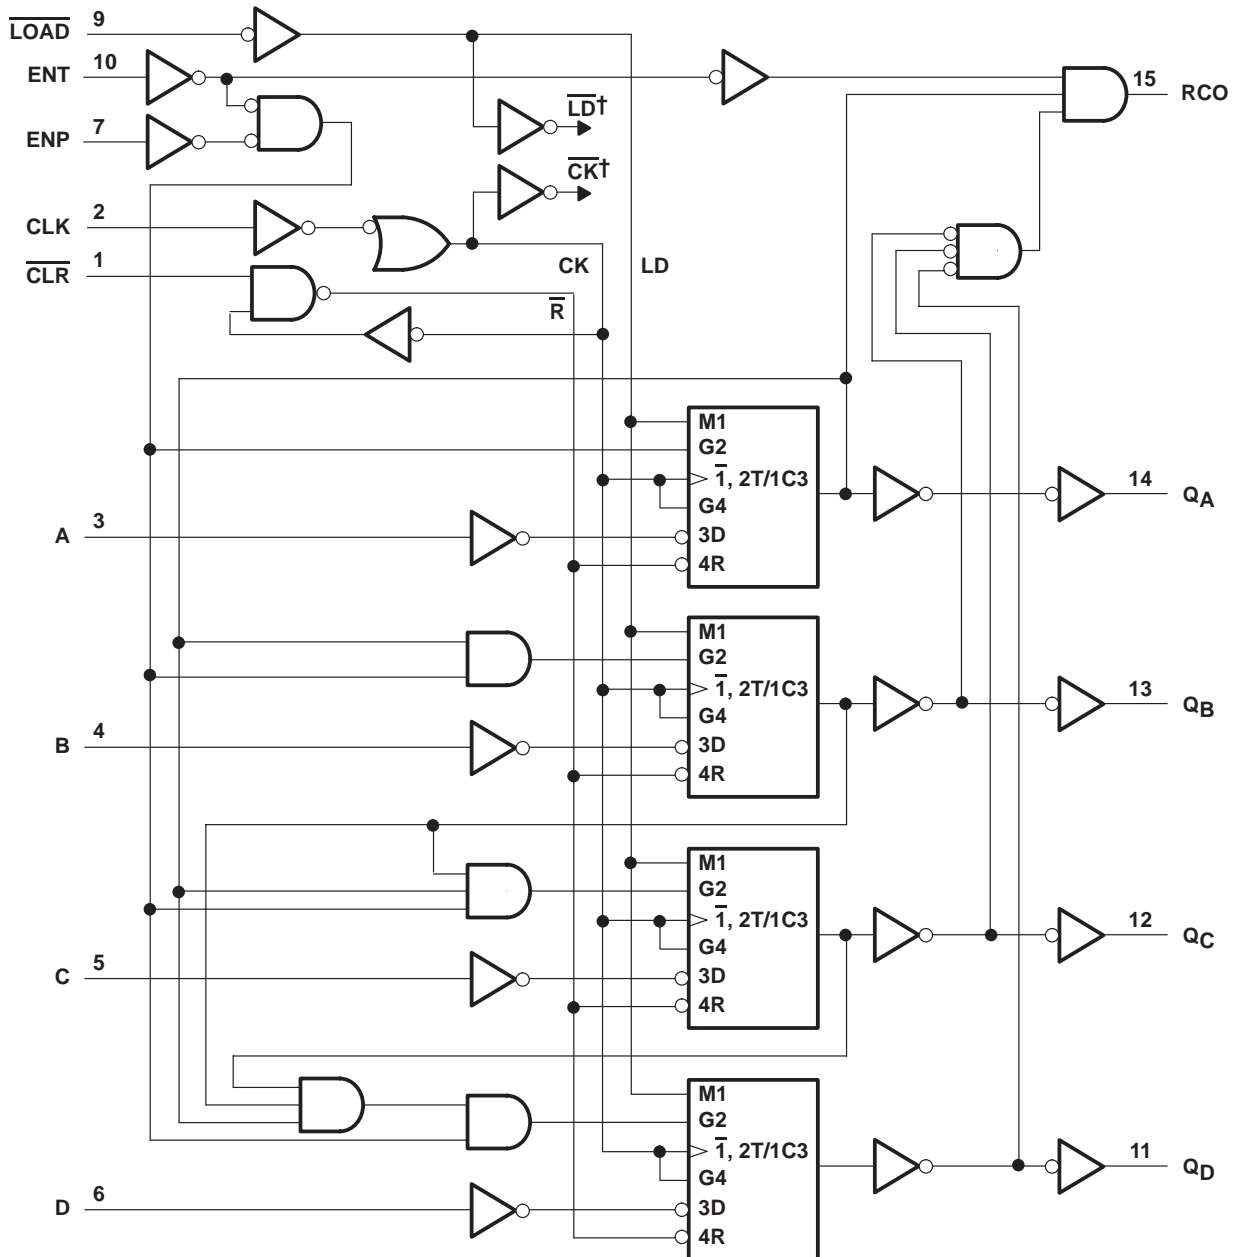 LOAD 9
ENT 10
15 RCO
LD†
ENP 7
CK†
CLK 2
CLR 1
CK LD
R
M1
G2
1, 2T/1C3
14 QA
G4
A 3
3D
4R
M1
G2
1, 2T/1C3
13 QB
G4
B 4
3D
4R
M1
G2
1, 2T/1C3
12 QC
G4
C 5
3D
4R
M1
G2
1, 2T/1C3
11 QD
G4
D 6
3D
4R